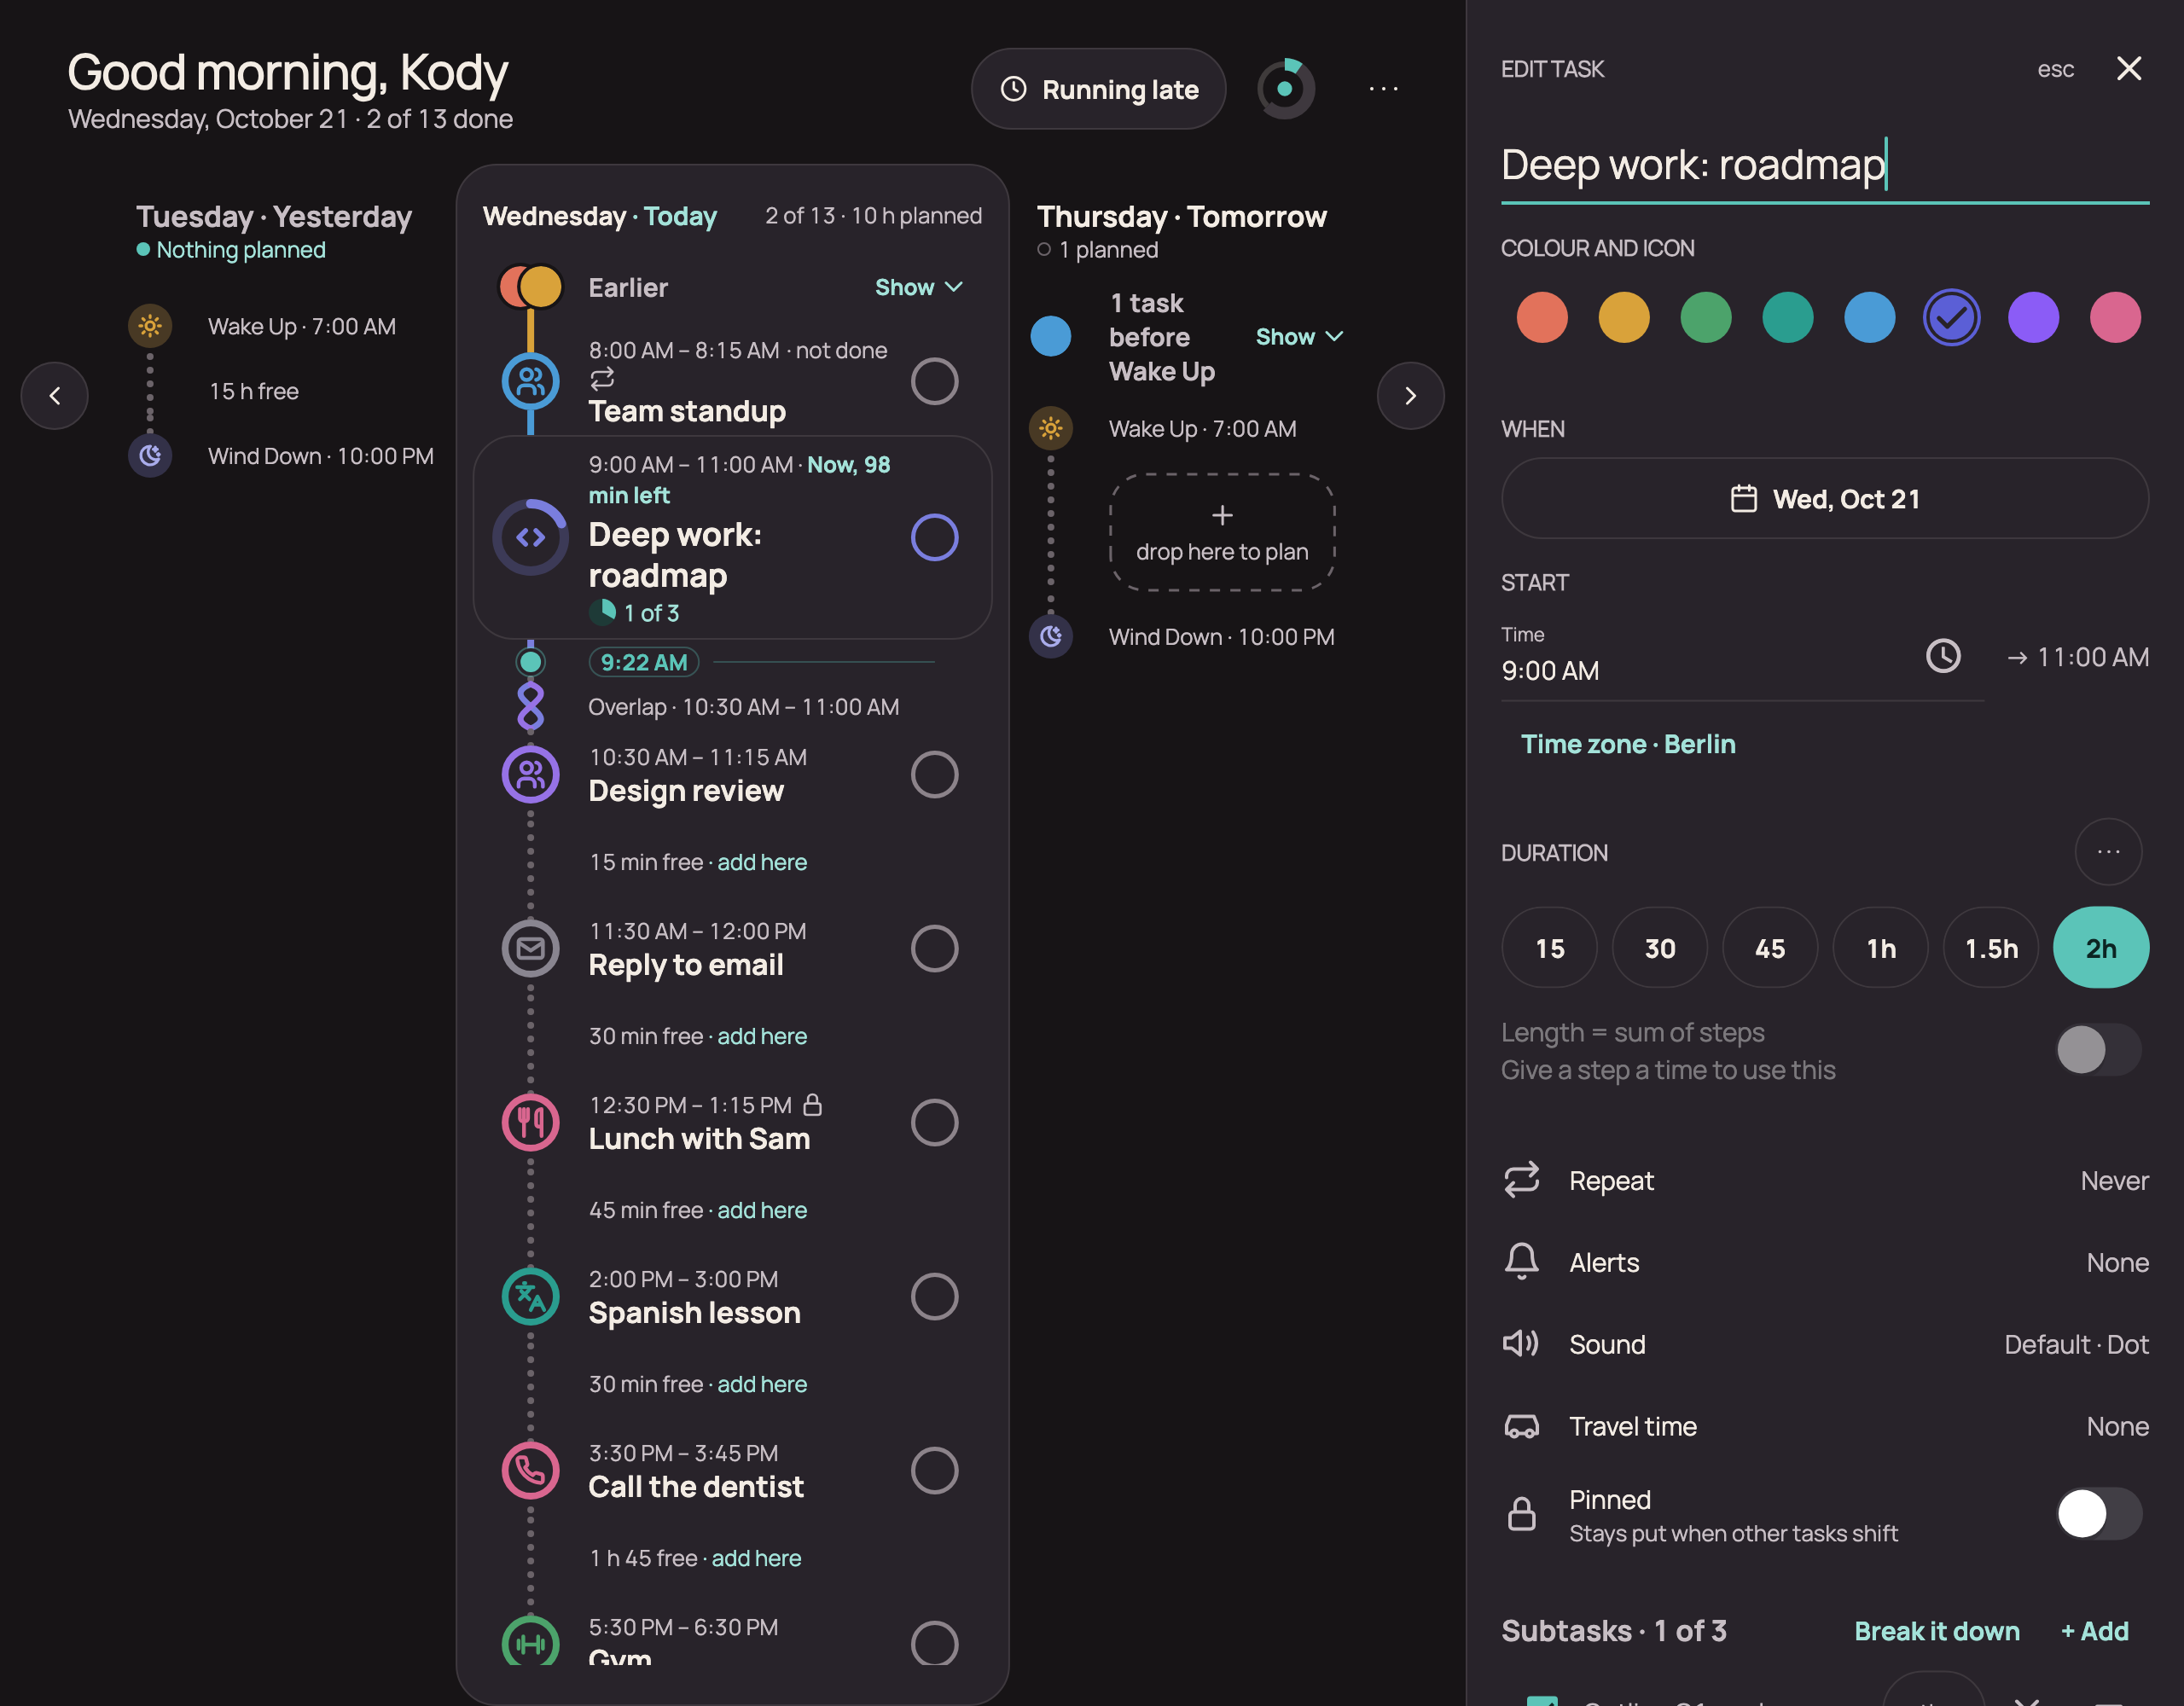 Good morning, Kody
Wednesday, October 21 · 2 of 13 done
Running late
Tuesday · Yesterday
Nothing planned
Wake Up · 7:00 AM
15 h free
Wind Down · 10:00 PM
Wednesday · Today
2 of 13 · 10 h planned
Earlier
Show
8:00 AM – 8:15 AM · not done
Team standup
9:00 AM – 11:00 AM · Now, 98
min left
Deep work:
roadmap
1 of 3
9:22 AM
Overlap · 10:30 AM – 11:00 AM
10:30 AM – 11:15 AM
Design review
15 min free · add here
11:30 AM – 12:00 PM
Reply to email
30 min free · add here
12:30 PM – 1:15 PM
Lunch with Sam
45 min free · add here
2:00 PM – 3:00 PM
Spanish lesson
30 min free · add here
3:30 PM – 3:45 PM
Call the dentist
1 h 45 free · add here
5:30 PM – 6:30 PM
Gym
Thursday · Tomorrow
1 planned
1 task
before
Wake Up
Show
Wake Up · 7:00 AM
+
drop here to plan
Wind Down · 10:00 PM
EDIT TASK
esc
Deep work: roadmap
COLOUR AND ICON
WHEN
Wed, Oct 21
START
Time
9:00 AM
→ 11:00 AM
Time zone · Berlin
DURATION
15
30
45
1h
1.5h
2h
Length = sum of steps
Give a step a time to use this
Repeat
Never
Alerts
None
Sound
Default · Dot
Travel time
None
Pinned
Stays put when other tasks shift
Subtasks · 1 of 3
Break it down
+ Add